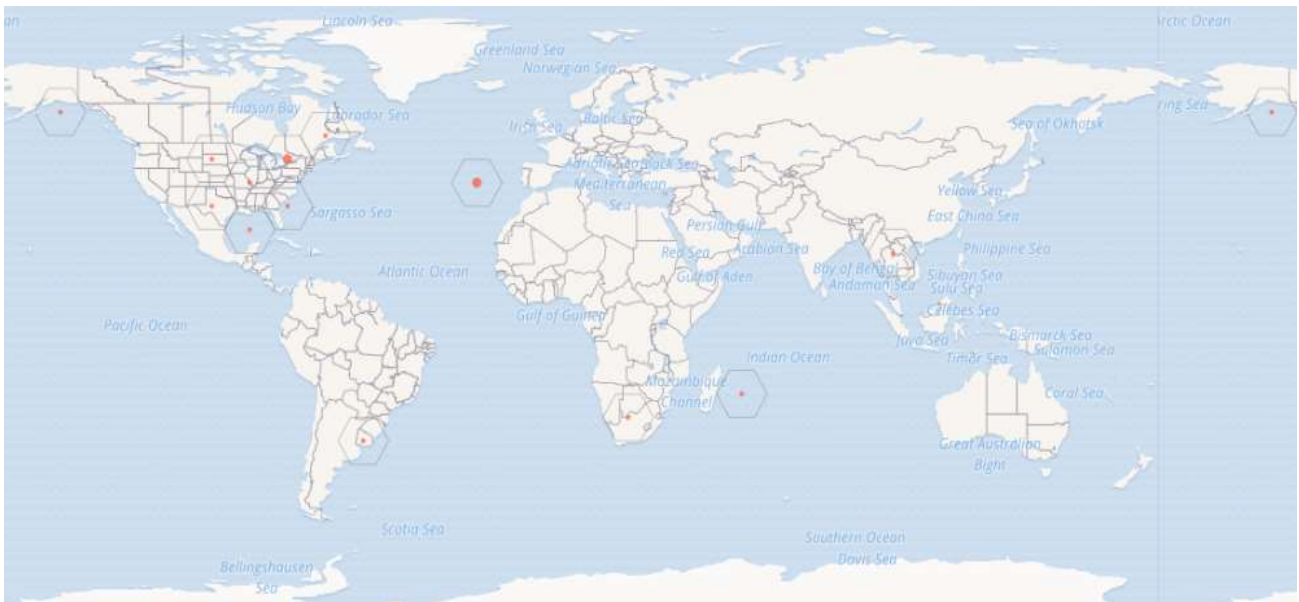 an
Lincoln Sea
Arctic Ocean
Greenland Sea
Norwegian Sea
Hudson Bay
Labrador Sea
ring Sea
Irish Sea
Baltic Sea
Sea of Okhotsk
Adriatic Sea
Black Sea
Mediterranean
Sea
Yellow Sea
Sargasso Sea
East China Sea
Persian Gulf
Red Sea
Arabian Sea
Philippine Sea
Atlantic Ocean
Gulf of Aden
Bay of Bengal
Sibuyan Sea
Andaman Sea
Sulu Sea
Gulf of Guinea
Celebes Sea
Pacific Ocean
Java Sea
Bismarck Sea
Solomon Sea
Indian Ocean
Timor Sea
Mozambique
Channel
Coral Sea
Great Australian
Bight
Scotia Sea
Southern Ocean
Davis Sea
Bellingshausen
Sea